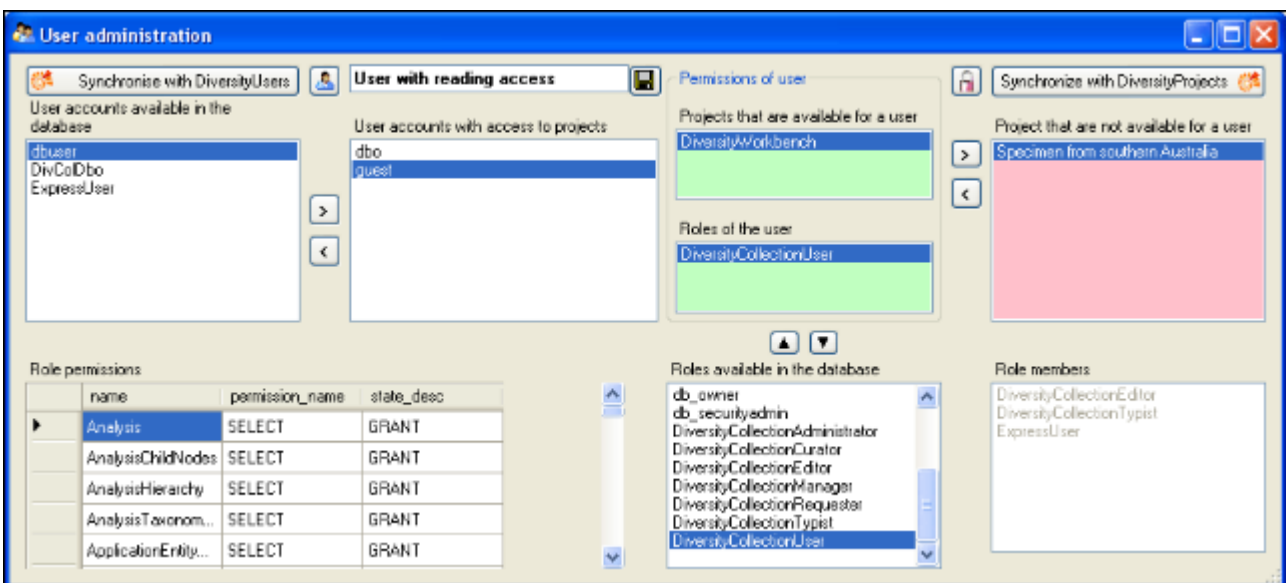 User administration
Synchronise with DiversityUsers
User with reading access
Permissions of user
Synchronize with DiversityProjects
User accounts available in the
database
User accounts with access to projects
Projects that are available for a user
Project that are not available for a user
dbuser
DivColDbo
ExpressUser
dbo
guest
DiversityWorkbench
Specimen from southern Australia
>
<
>
<
Roles of the user
DiversityCollectionUser
Role permissions
name permission_name state_desc
Analysis SELECT GRANT
AnalysisChildNodes SELECT GRANT
AnalysisHierarchy SELECT GRANT
AnalysisTaxonom... SELECT GRANT
ApplicationEntity... SELECT GRANT
Roles available in the database
db_owner
db_securityadmin
DiversityCollectionAdministrator
DiversityCollectionCurator
DiversityCollectionEditor
DiversityCollectionManager
DiversityCollectionRequester
DiversityCollectionTypist
DiversityCollectionUser
Role members
DiversityCollectionEditor
DiversityCollectionTypist
ExpressUser